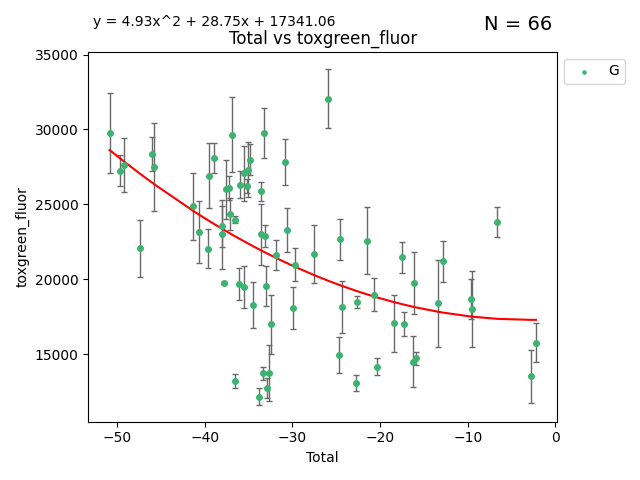 y = 4.93x^2 + 28.75x + 17341.06
N = 66
Total vs toxgreen_fluor
G
35000
30000
25000
20000
15000
toxgreen_fluor
−50
−40
−30
−20
−10
0
Total